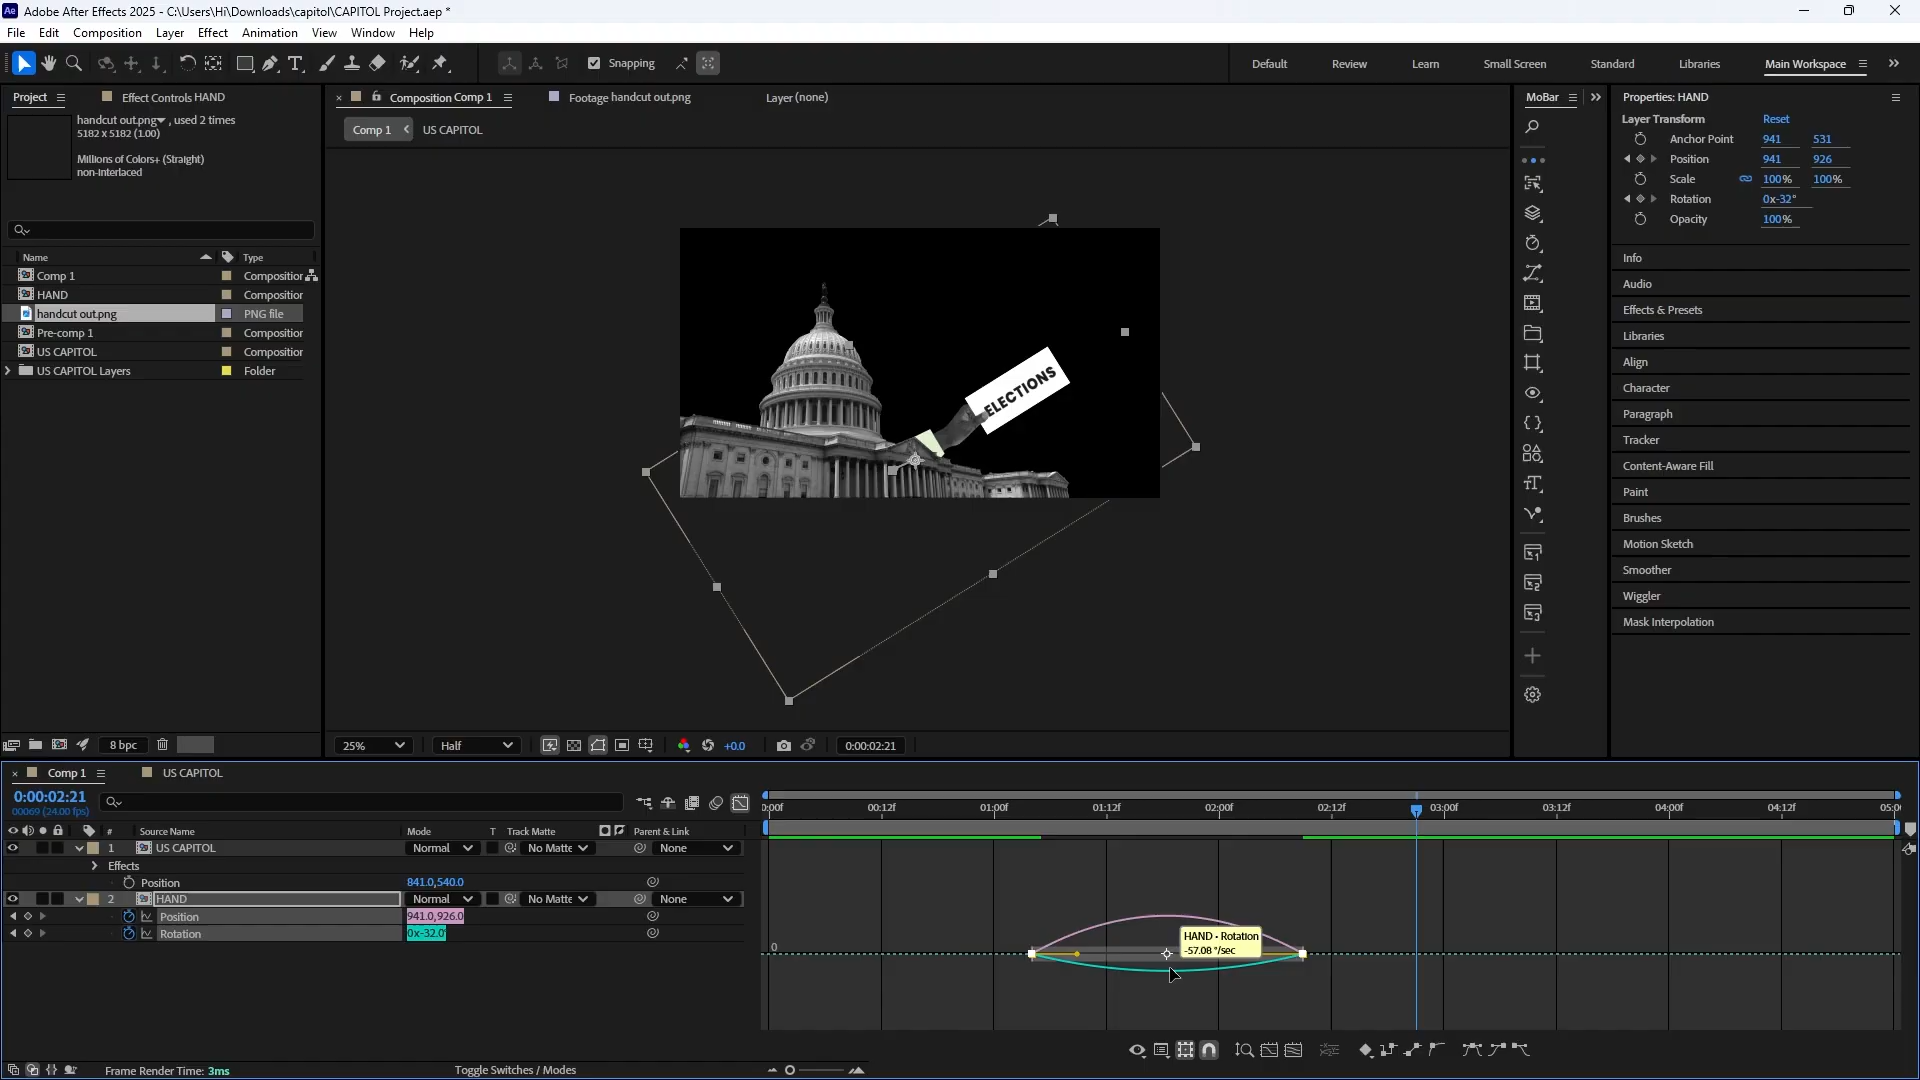 Adobe After Effects 2025 - C:\Users\Hi\Downloads\capitol\CAPITOL Project.aep *
File Edit Composition Layer Effect Animation View Window Help
Snapping
Default Review Learn Small Screen Standard Libraries Main Workspace
Project Effect Controls HAND
handcut out.png , used 2 times
5182 x 5182 (1.00)
Millions of Colors+ (Straight)
non-interlaced
Name Type
Comp 1 Composition
HAND Composition
handcut out.png PNG file
Pre-comp 1 Composition
US CAPITOL Composition
US CAPITOL Layers Folder
8 bpc
Composition Comp 1 Footage handcut out.png Layer (none)
Comp 1 US CAPITOL
ELECTIONS
25% Half +0.0 0:00:02:21
MoBar
Properties: HAND
Layer Transform Reset
Anchor Point 941 531
Position 941 926
Scale 100% 100%
Rotation 0x-32°
Opacity 100%
Info
Audio
Effects & Presets
Libraries
Align
Character
Paragraph
Tracker
Content-Aware Fill
Paint
Brushes
Motion Sketch
Smoother
Wiggler
Mask Interpolation
Comp 1 US CAPITOL
0:00:02:21
00069 (24.00 fps)
# Source Name Mode T Track Matte Parent & Link
1 US CAPITOL Normal No Matte None
Effects
Position 841.0,540.0
2 HAND Normal No Matte None
Position 941.0,926.0
Rotation 0x-32.0°
00:12f 01:00f 01:12f 02:00f 02:12f 03:00f 03:12f 04:00f 04:12f
0
HAND - Rotation
-57.08 °/sec
Frame Render Time: 3ms
Toggle Switches / Modes